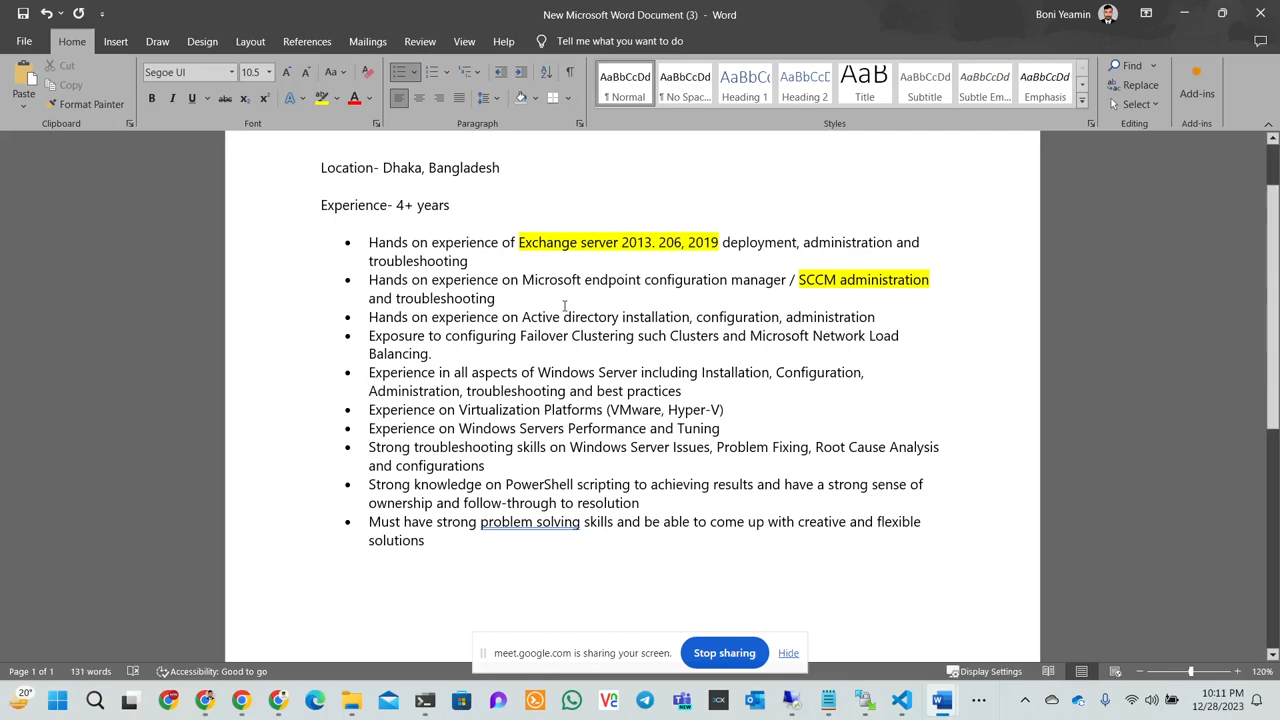 New Microsoft Word Document (3) - Word
Boni Yeamin
File Home Insert Draw Design Layout References Mailings Review View Help Tell me what you want to do
Paste
Cut
Copy
Format Painter
Segoe UI 10.5
AaBbCcDd AaBbCcDd AaBbCc AaBbCcD AaB AaBbCcDd AaBbCcDd AaBbCcDd
¶ Normal ¶ No Spac... Heading 1 Heading 2 Title Subtitle Subtle Em... Emphasis
Find
Replace
Select
Add-ins
Clipboard Font Paragraph Styles Editing Add-ins
Location- Dhaka, Bangladesh
Experience- 4+ years
• Hands on experience of Exchange server 2013. 206, 2019 deployment, administration and
troubleshooting
• Hands on experience on Microsoft endpoint configuration manager / SCCM administration
and troubleshooting
• Hands on experience on Active directory installation, configuration, administration
• Exposure to configuring Failover Clustering such Clusters and Microsoft Network Load
Balancing.
• Experience in all aspects of Windows Server including Installation, Configuration,
Administration, troubleshooting and best practices
• Experience on Virtualization Platforms (VMware, Hyper-V)
• Experience on Windows Servers Performance and Tuning
• Strong troubleshooting skills on Windows Server Issues, Problem Fixing, Root Cause Analysis
and configurations
• Strong knowledge on PowerShell scripting to achieving results and have a strong sense of
ownership and follow-through to resolution
• Must have strong problem solving skills and be able to come up with creative and flexible
solutions
meet.google.com is sharing your screen. Stop sharing Hide
Page 1 of 1 131 words Accessibility: Good to go Display Settings 120%
20°
10:11 PM
12/28/2023